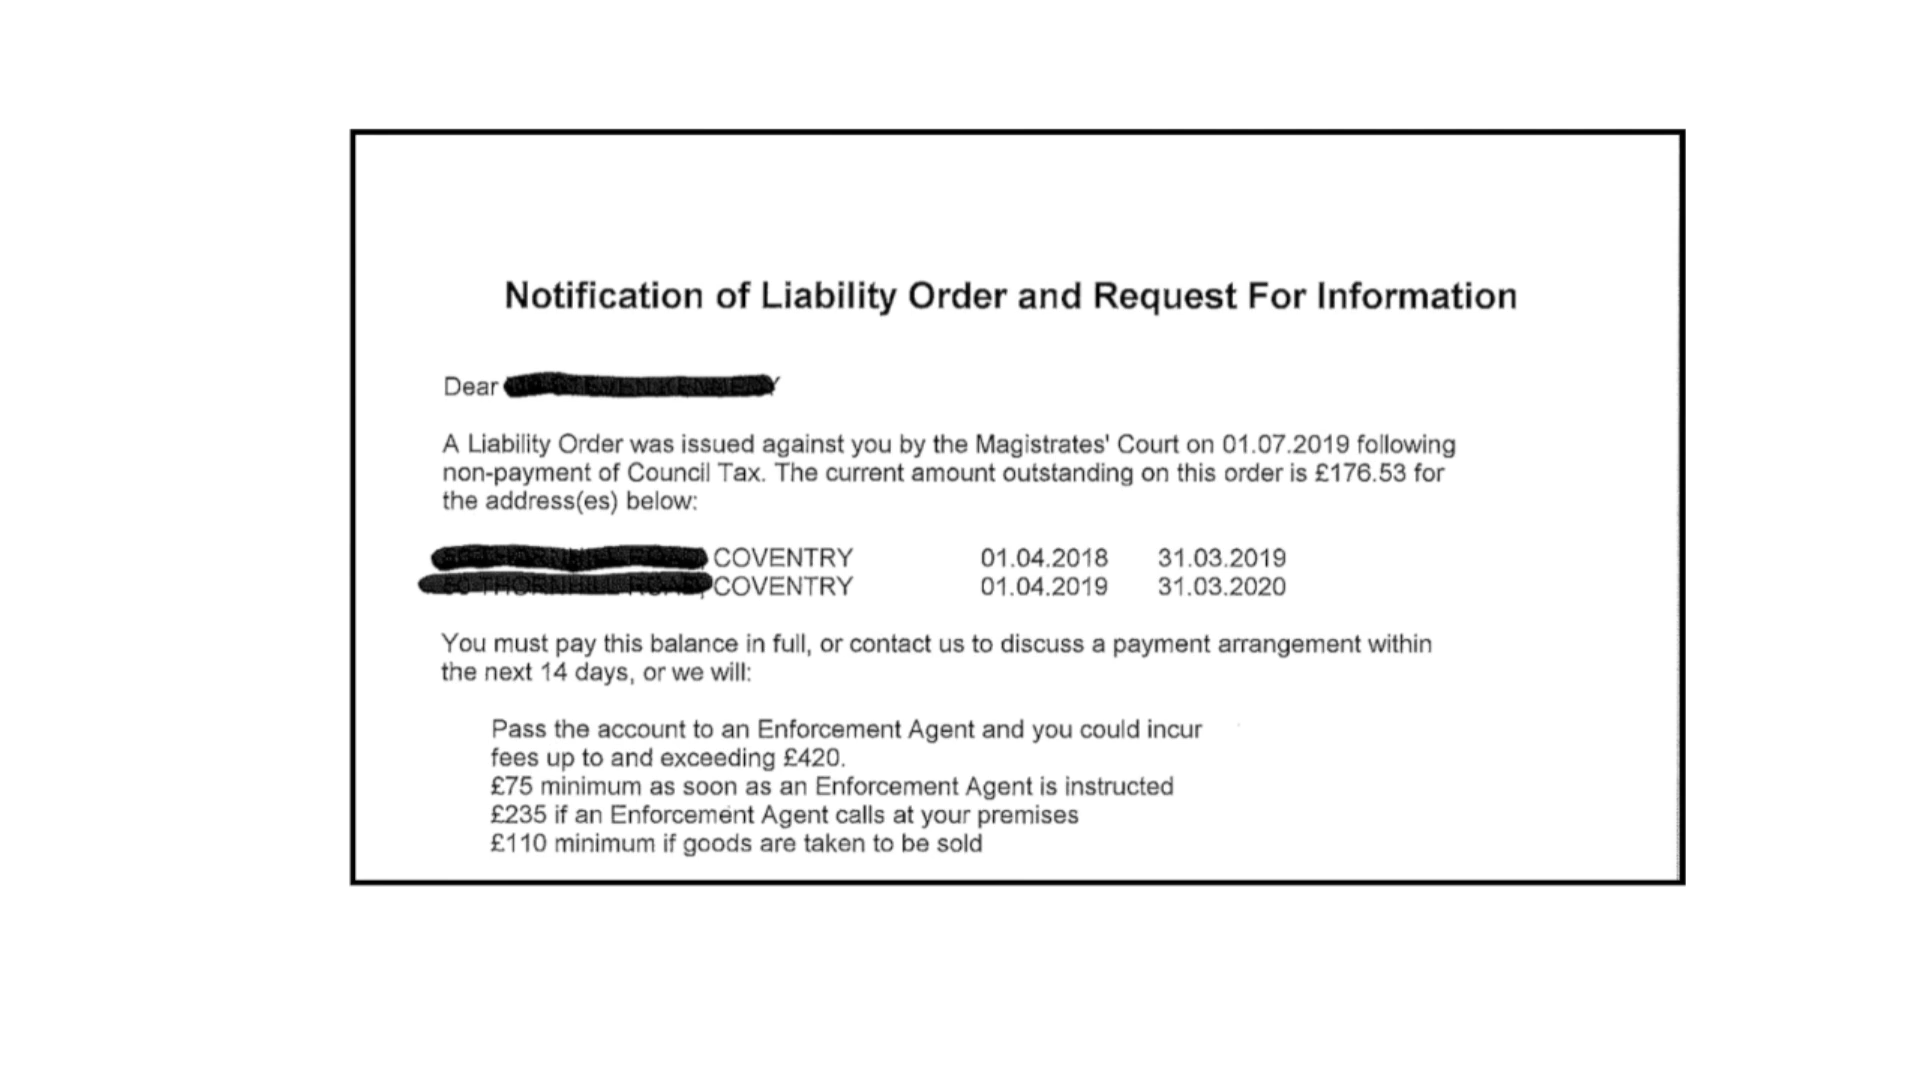 Notification of Liability Order and Request For Information
Dear
A Liability Order was issued against you by the Magistrates' Court on 01.07.2019 following
non-payment of Council Tax. The current amount outstanding on this order is £176.53 for
the address(es) below:
COVENTRY 01.04.2018 31.03.2019
COVENTRY 01.04.2019 31.03.2020
You must pay this balance in full, or contact us to discuss a payment arrangement within
the next 14 days, or we will:
Pass the account to an Enforcement Agent and you could incur
fees up to and exceeding £420.
£75 minimum as soon as an Enforcement Agent is instructed
£235 if an Enforcement Agent calls at your premises
£110 minimum if goods are taken to be sold